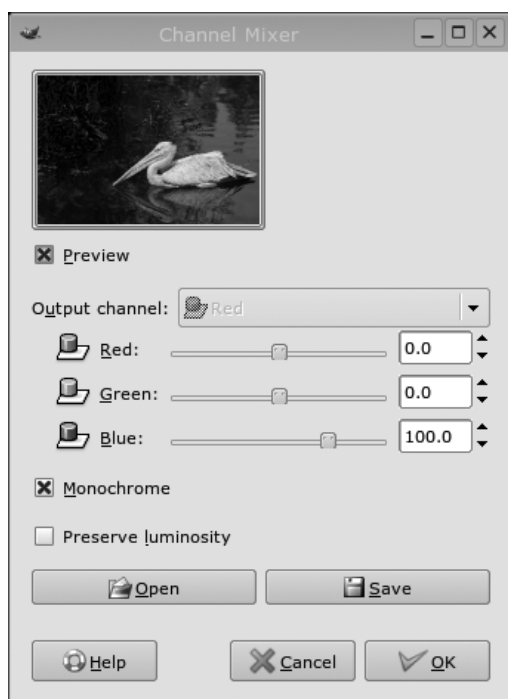 Channel Mixer
Preview
Output channel: Red
Red: 0.0
Green: 0.0
Blue: 100.0
Monochrome
Preserve luminosity
Open Save
Help Cancel OK